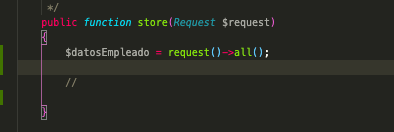 */
public function store(Request $request)
{
$datosEmpleado = request()->all();
//
}